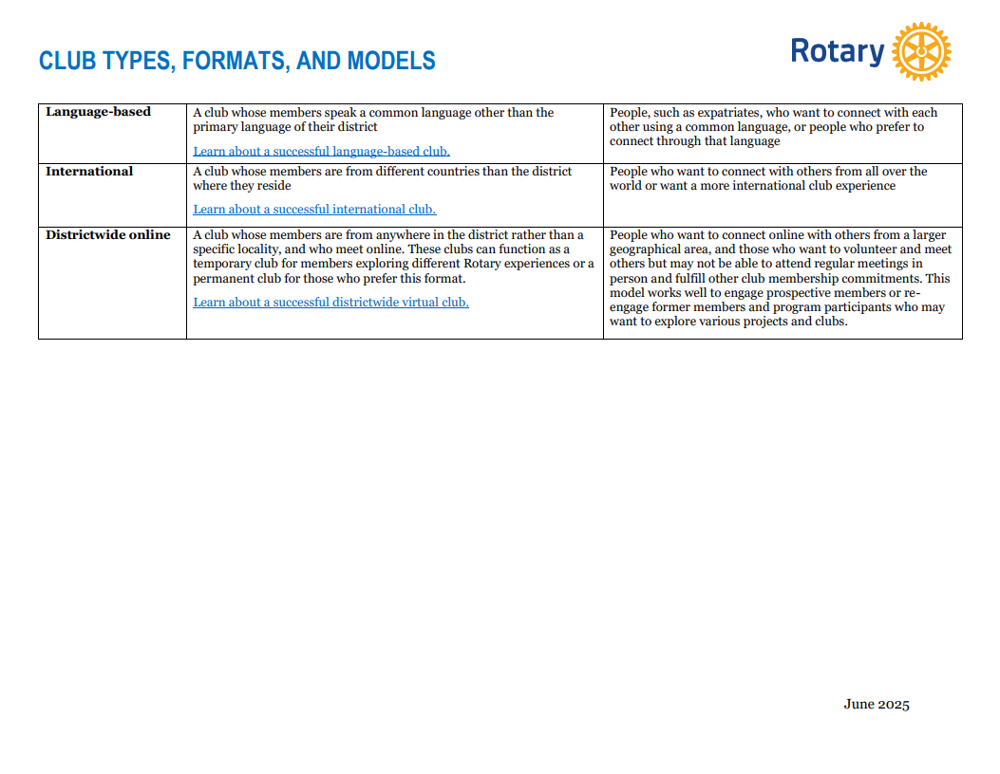 CLUB TYPES, FORMATS, AND MODELS
Rotary
Language-based
A club whose members speak a common language other than the
primary language of their district
Learn about a successful language-based club.
People, such as expatriates, who want to connect with each
other using a common language, or people who prefer to
connect through that language
International
A club whose members are from different countries than the district
where they reside
Learn about a successful international club.
People who want to connect with others from all over the
world or want a more international club experience
Districtwide online
A club whose members are from anywhere in the district rather than a
specific locality, and who meet online. These clubs can function as a
temporary club for members exploring different Rotary experiences or a
permanent club for those who prefer this format.
Learn about a successful districtwide virtual club.
People who want to connect online with others from a larger
geographical area, and those who want to volunteer and meet
others but may not be able to attend regular meetings in
person and fulfill other club membership commitments. This
model works well to engage prospective members or re-
engage former members and program participants who may
want to explore various projects and clubs.
June 2025